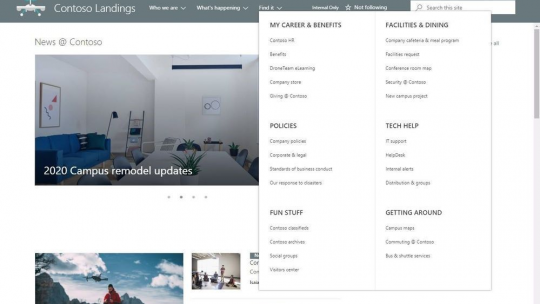 Contoso Landings
Who we are
What's happening
Find it
Internal Only
Not following
Search this site
News @ Contoso
2020 Campus remodel updates
MY CAREER & BENEFITS
Contoso HR
Benefits
DroneTeam eLearning
Company store
Giving @ Contoso
FACILITIES & DINING
Company cafeteria & meal program
Facilities request
Conference room map
Security @ Contoso
New campus project
POLICIES
Company policies
Corporate & legal
Standards of business conduct
Our response to disasters
TECH HELP
IT support
HelpDesk
Internal alerts
Distribution & groups
FUN STUFF
Contoso classifieds
Contoso archives
Social groups
Visitors center
GETTING AROUND
Campus maps
Commuting @ Contoso
Bus & shuttle services